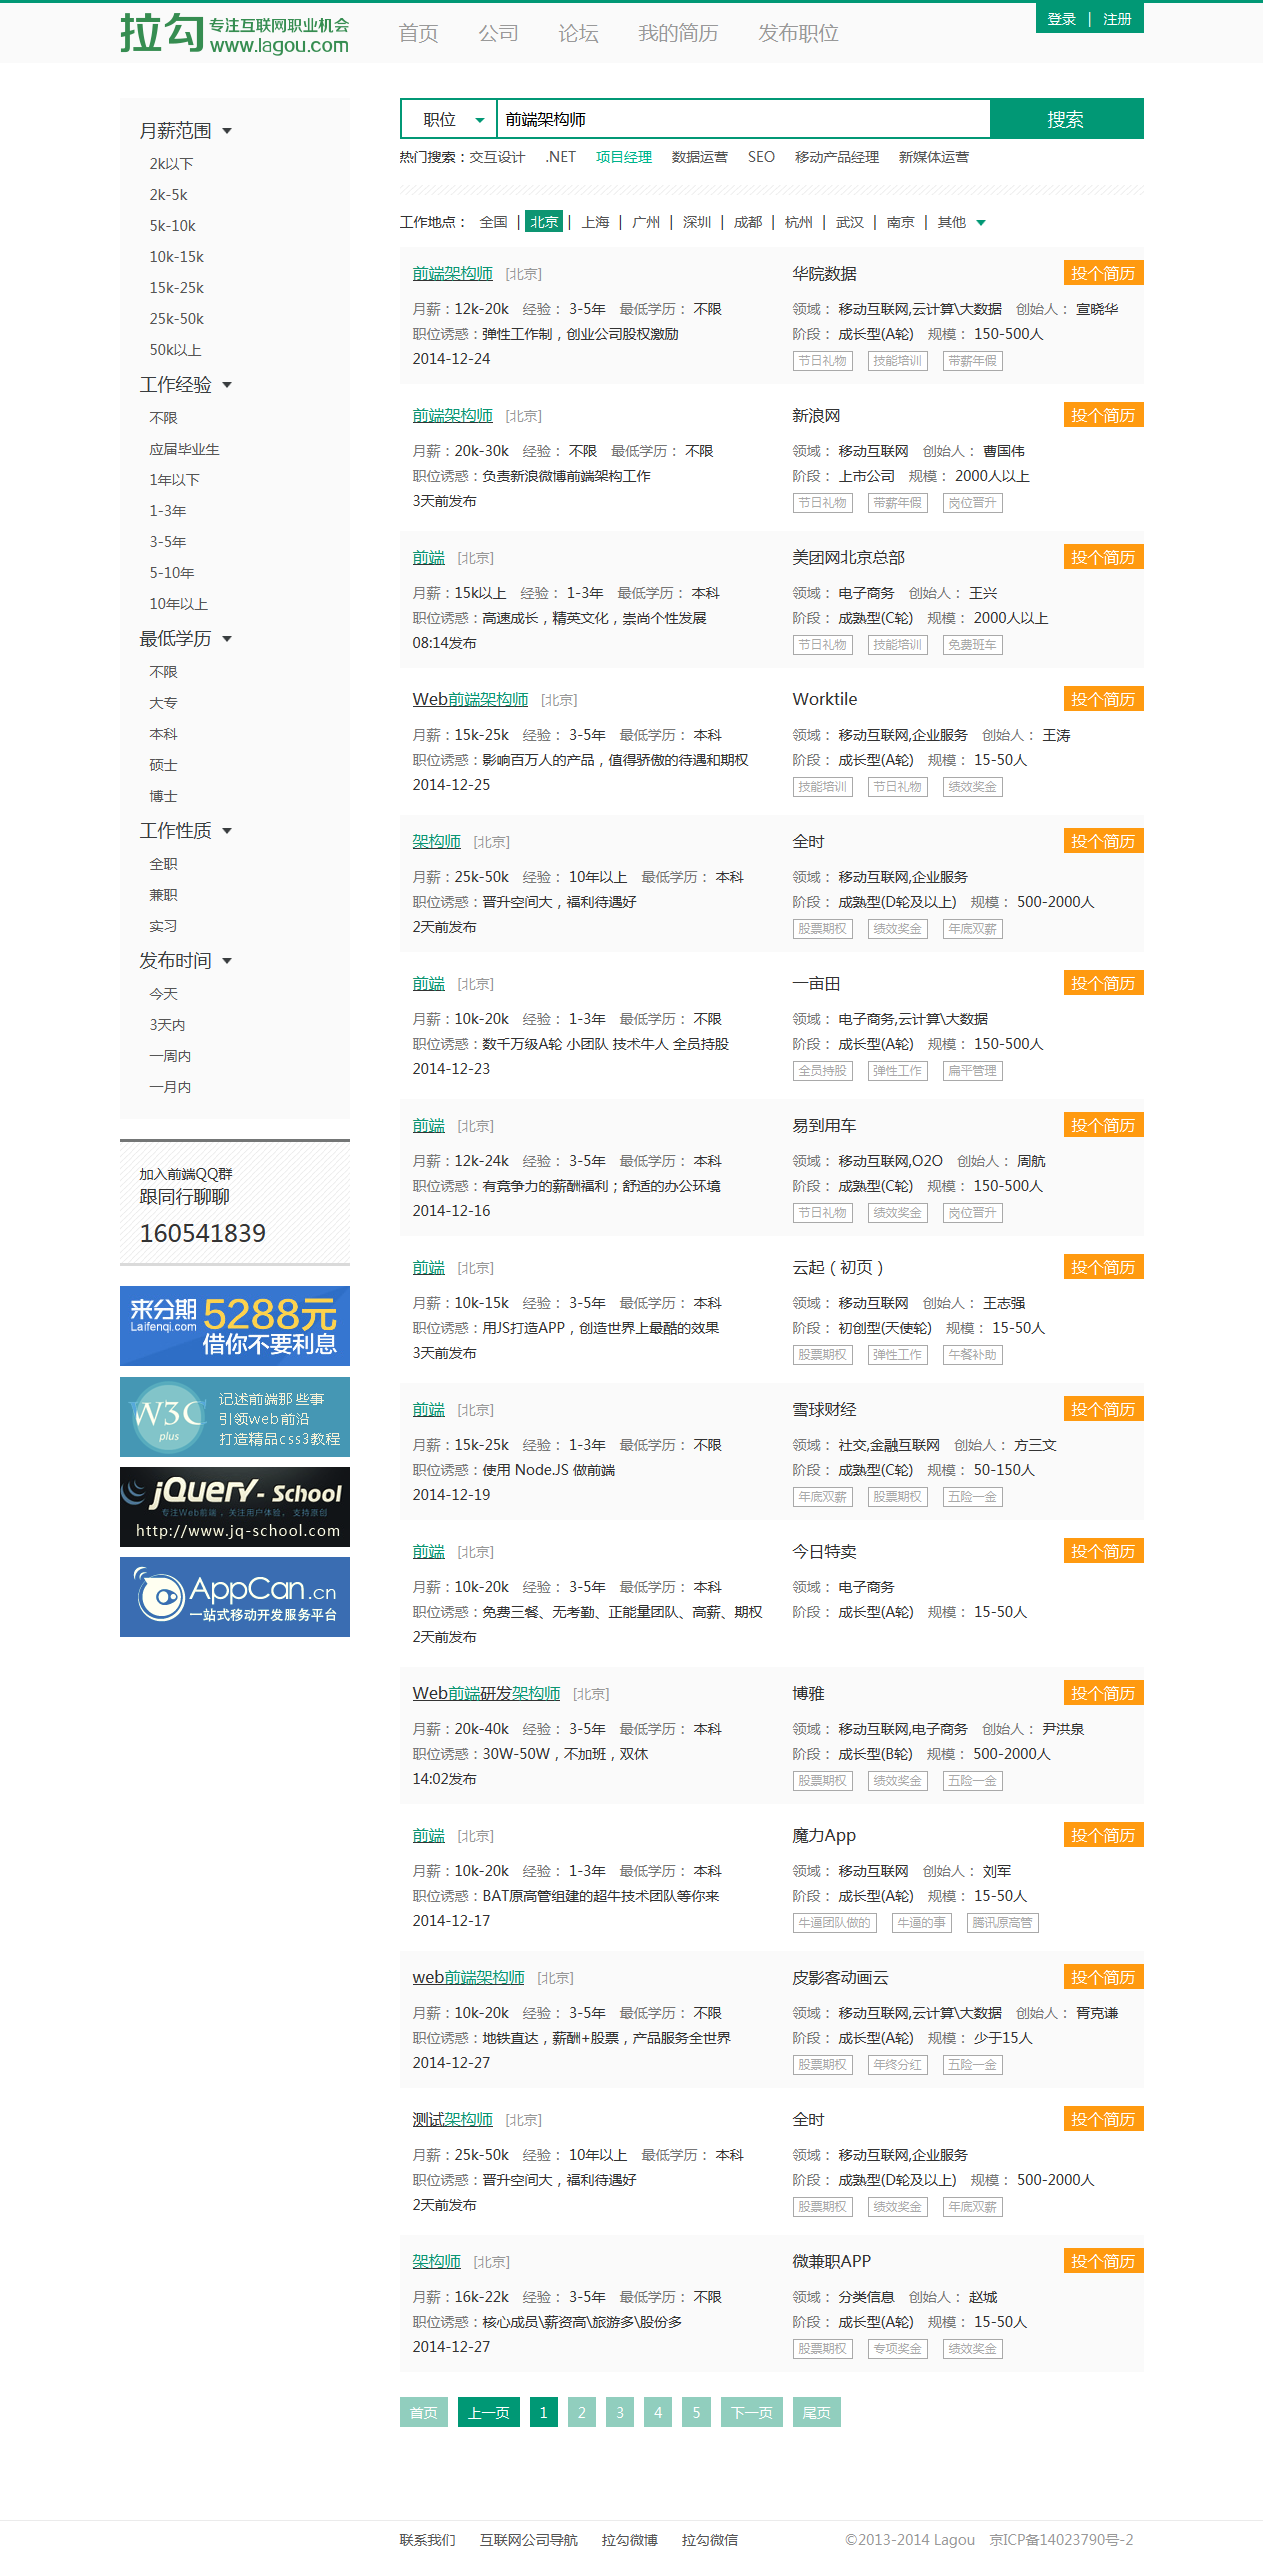 拉勾 专注互联网职业机会
www.lagou.com
首页 公司 论坛 我的简历 发布职位
登录 | 注册
月薪范围
2k以下
2k-5k
5k-10k
10k-15k
15k-25k
25k-50k
50k以上
工作经验
不限
应届毕业生
1年以下
1-3年
3-5年
5-10年
10年以上
最低学历
不限
大专
本科
硕士
博士
工作性质
全职
兼职
实习
发布时间
今天
3天内
一周内
一月内
加入前端QQ群
跟同行聊聊
160541839
来分期 5288元
Laifenqi.com 借你不要利息
W3C plus
记述前端那些事
引领web前沿
打造精品css3教程
jQuery- School
专注Web前端，关注用户体验，支持原创
http://www.jq-school.com
AppCan.cn
一站式移动开发服务平台
职位 前端架构师 搜索
热门搜索：交互设计 .NET 项目经理 数据运营 SEO 移动产品经理 新媒体运营
工作地点： 全国 | 北京 | 上海 | 广州 | 深圳 | 成都 | 杭州 | 武汉 | 南京 | 其他
前端架构师 [北京] 华院数据 投个简历
月薪：12k-20k 经验： 3-5年 最低学历： 不限 领域： 移动互联网,云计算\大数据 创始人： 宣晓华
职位诱惑：弹性工作制，创业公司股权激励 阶段： 成长型(A轮) 规模： 150-500人
2014-12-24 节日礼物 技能培训 带薪年假
前端架构师 [北京] 新浪网 投个简历
月薪：20k-30k 经验： 不限 最低学历： 不限 领域： 移动互联网 创始人： 曹国伟
职位诱惑：负责新浪微博前端架构工作 阶段： 上市公司 规模： 2000人以上
3天前发布 节日礼物 带薪年假 岗位晋升
前端 [北京] 美团网北京总部 投个简历
月薪：15k以上 经验： 1-3年 最低学历： 本科 领域： 电子商务 创始人： 王兴
职位诱惑：高速成长，精英文化，崇尚个性发展 阶段： 成熟型(C轮) 规模： 2000人以上
08:14发布 节日礼物 技能培训 免费班车
Web前端架构师 [北京] Worktile 投个简历
月薪：15k-25k 经验： 3-5年 最低学历： 本科 领域： 移动互联网,企业服务 创始人： 王涛
职位诱惑：影响百万人的产品，值得骄傲的待遇和期权 阶段： 成长型(A轮) 规模： 15-50人
2014-12-25 技能培训 节日礼物 绩效奖金
架构师 [北京] 全时 投个简历
月薪：25k-50k 经验： 10年以上 最低学历： 本科 领域： 移动互联网,企业服务
职位诱惑：晋升空间大，福利待遇好 阶段： 成熟型(D轮及以上) 规模： 500-2000人
2天前发布 股票期权 绩效奖金 年底双薪
前端 [北京] 一亩田 投个简历
月薪：10k-20k 经验： 1-3年 最低学历： 不限 领域： 电子商务,云计算\大数据
职位诱惑：数千万级A轮 小团队 技术牛人 全员持股 阶段： 成长型(A轮) 规模： 150-500人
2014-12-23 全员持股 弹性工作 扁平管理
前端 [北京] 易到用车 投个简历
月薪：12k-24k 经验： 3-5年 最低学历： 本科 领域： 移动互联网,O2O 创始人： 周航
职位诱惑：有竞争力的薪酬福利；舒适的办公环境 阶段： 成熟型(C轮) 规模： 150-500人
2014-12-16 节日礼物 绩效奖金 岗位晋升
前端 [北京] 云起（初页） 投个简历
月薪：10k-15k 经验： 3-5年 最低学历： 本科 领域： 移动互联网 创始人： 王志强
职位诱惑：用JS打造APP，创造世界上最酷的效果 阶段： 初创型(天使轮) 规模： 15-50人
3天前发布 股票期权 弹性工作 午餐补助
前端 [北京] 雪球财经 投个简历
月薪：15k-25k 经验： 1-3年 最低学历： 不限 领域： 社交,金融互联网 创始人： 方三文
职位诱惑：使用 Node.JS 做前端 阶段： 成熟型(C轮) 规模： 50-150人
2014-12-19 年底双薪 股票期权 五险一金
前端 [北京] 今日特卖 投个简历
月薪：10k-20k 经验： 3-5年 最低学历： 本科 领域： 电子商务
职位诱惑：免费三餐、无考勤、正能量团队、高薪、期权 阶段： 成长型(A轮) 规模： 15-50人
2天前发布
Web前端研发架构师 [北京] 博雅 投个简历
月薪：20k-40k 经验： 3-5年 最低学历： 本科 领域： 移动互联网,电子商务 创始人： 尹洪泉
职位诱惑：30W-50W，不加班，双休 阶段： 成长型(B轮) 规模： 500-2000人
14:02发布 股票期权 绩效奖金 五险一金
前端 [北京] 魔力App 投个简历
月薪：10k-20k 经验： 1-3年 最低学历： 本科 领域： 移动互联网 创始人： 刘军
职位诱惑：BAT原高管组建的超牛技术团队等你来 阶段： 成长型(A轮) 规模： 15-50人
2014-12-17 牛逼团队做的 牛逼的事 腾讯原高管
web前端架构师 [北京] 皮影客动画云 投个简历
月薪：10k-20k 经验： 3-5年 最低学历： 不限 领域： 移动互联网,云计算\大数据 创始人： 胥克谦
职位诱惑：地铁直达，薪酬+股票，产品服务全世界 阶段： 成长型(A轮) 规模： 少于15人
2014-12-27 股票期权 年终分红 五险一金
测试架构师 [北京] 全时 投个简历
月薪：25k-50k 经验： 10年以上 最低学历： 本科 领域： 移动互联网,企业服务
职位诱惑：晋升空间大，福利待遇好 阶段： 成熟型(D轮及以上) 规模： 500-2000人
2天前发布 股票期权 绩效奖金 年底双薪
架构师 [北京] 微兼职APP 投个简历
月薪：16k-22k 经验： 3-5年 最低学历： 不限 领域： 分类信息 创始人： 赵城
职位诱惑：核心成员\薪资高\旅游多\股份多 阶段： 成长型(A轮) 规模： 15-50人
2014-12-27 股票期权 专项奖金 绩效奖金
首页 上一页 1 2 3 4 5 下一页 尾页
联系我们 互联网公司导航 拉勾微博 拉勾微信 ©2013-2014 Lagou 京ICP备14023790号-2